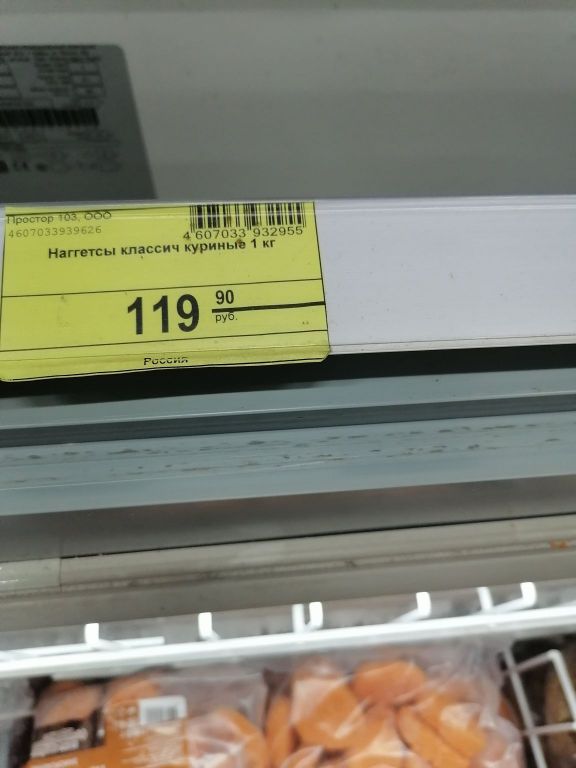 Простор 103, ООО
4607033939626
4 607033 932955
Наггетсы классич куриные 1 кг
119 90
руб.
Россия